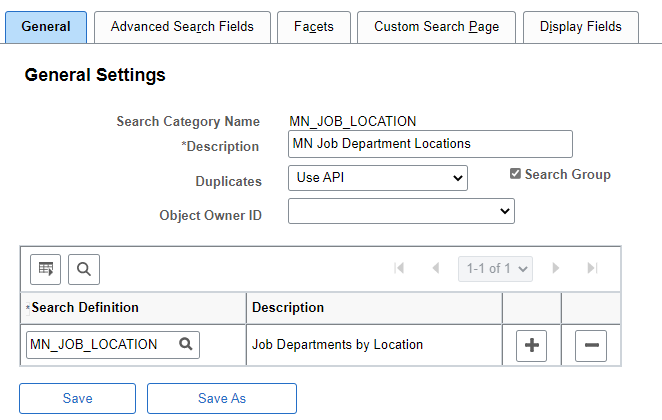 General Advanced Search Fields Facets Custom Search Page Display Fields
General Settings
Search Category Name MN_JOB_LOCATION
*Description MN Job Department Locations
Duplicates Use API Search Group
Object Owner ID
1-1 of 1
*Search Definition Description
MN_JOB_LOCATION Job Departments by Location
Save Save As